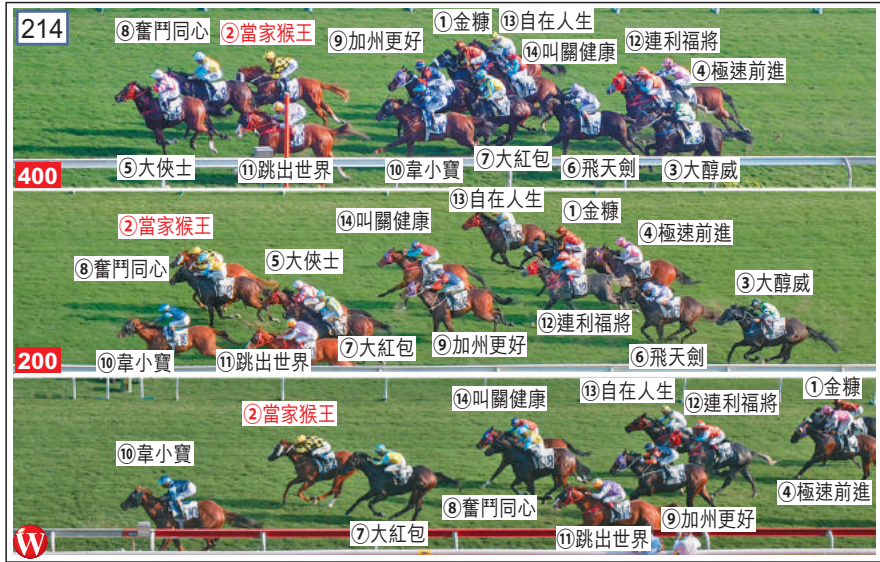 214
⑧奮鬥同心
②當家猴王
⑨加州更好
①金糠
⑬自在人生
⑭叫關健康
⑫連利福將
④極速前進
⑤大俠士
⑪跳出世界
⑩韋小寶
⑦大紅包
⑥飛天劍
③大醇威
400
⑬自在人生
①金糠
②當家猴王
⑭叫關健康
④極速前進
⑧奮鬥同心
⑤大俠士
③大醇威
⑩韋小寶
⑪跳出世界
⑦大紅包
⑨加州更好
⑫連利福將
⑥飛天劍
200
②當家猴王
⑭叫關健康
⑬自在人生
⑫連利福將
①金糠
⑩韋小寶
⑦大紅包
⑧奮鬥同心
⑪跳出世界
⑨加州更好
④極速前進
W